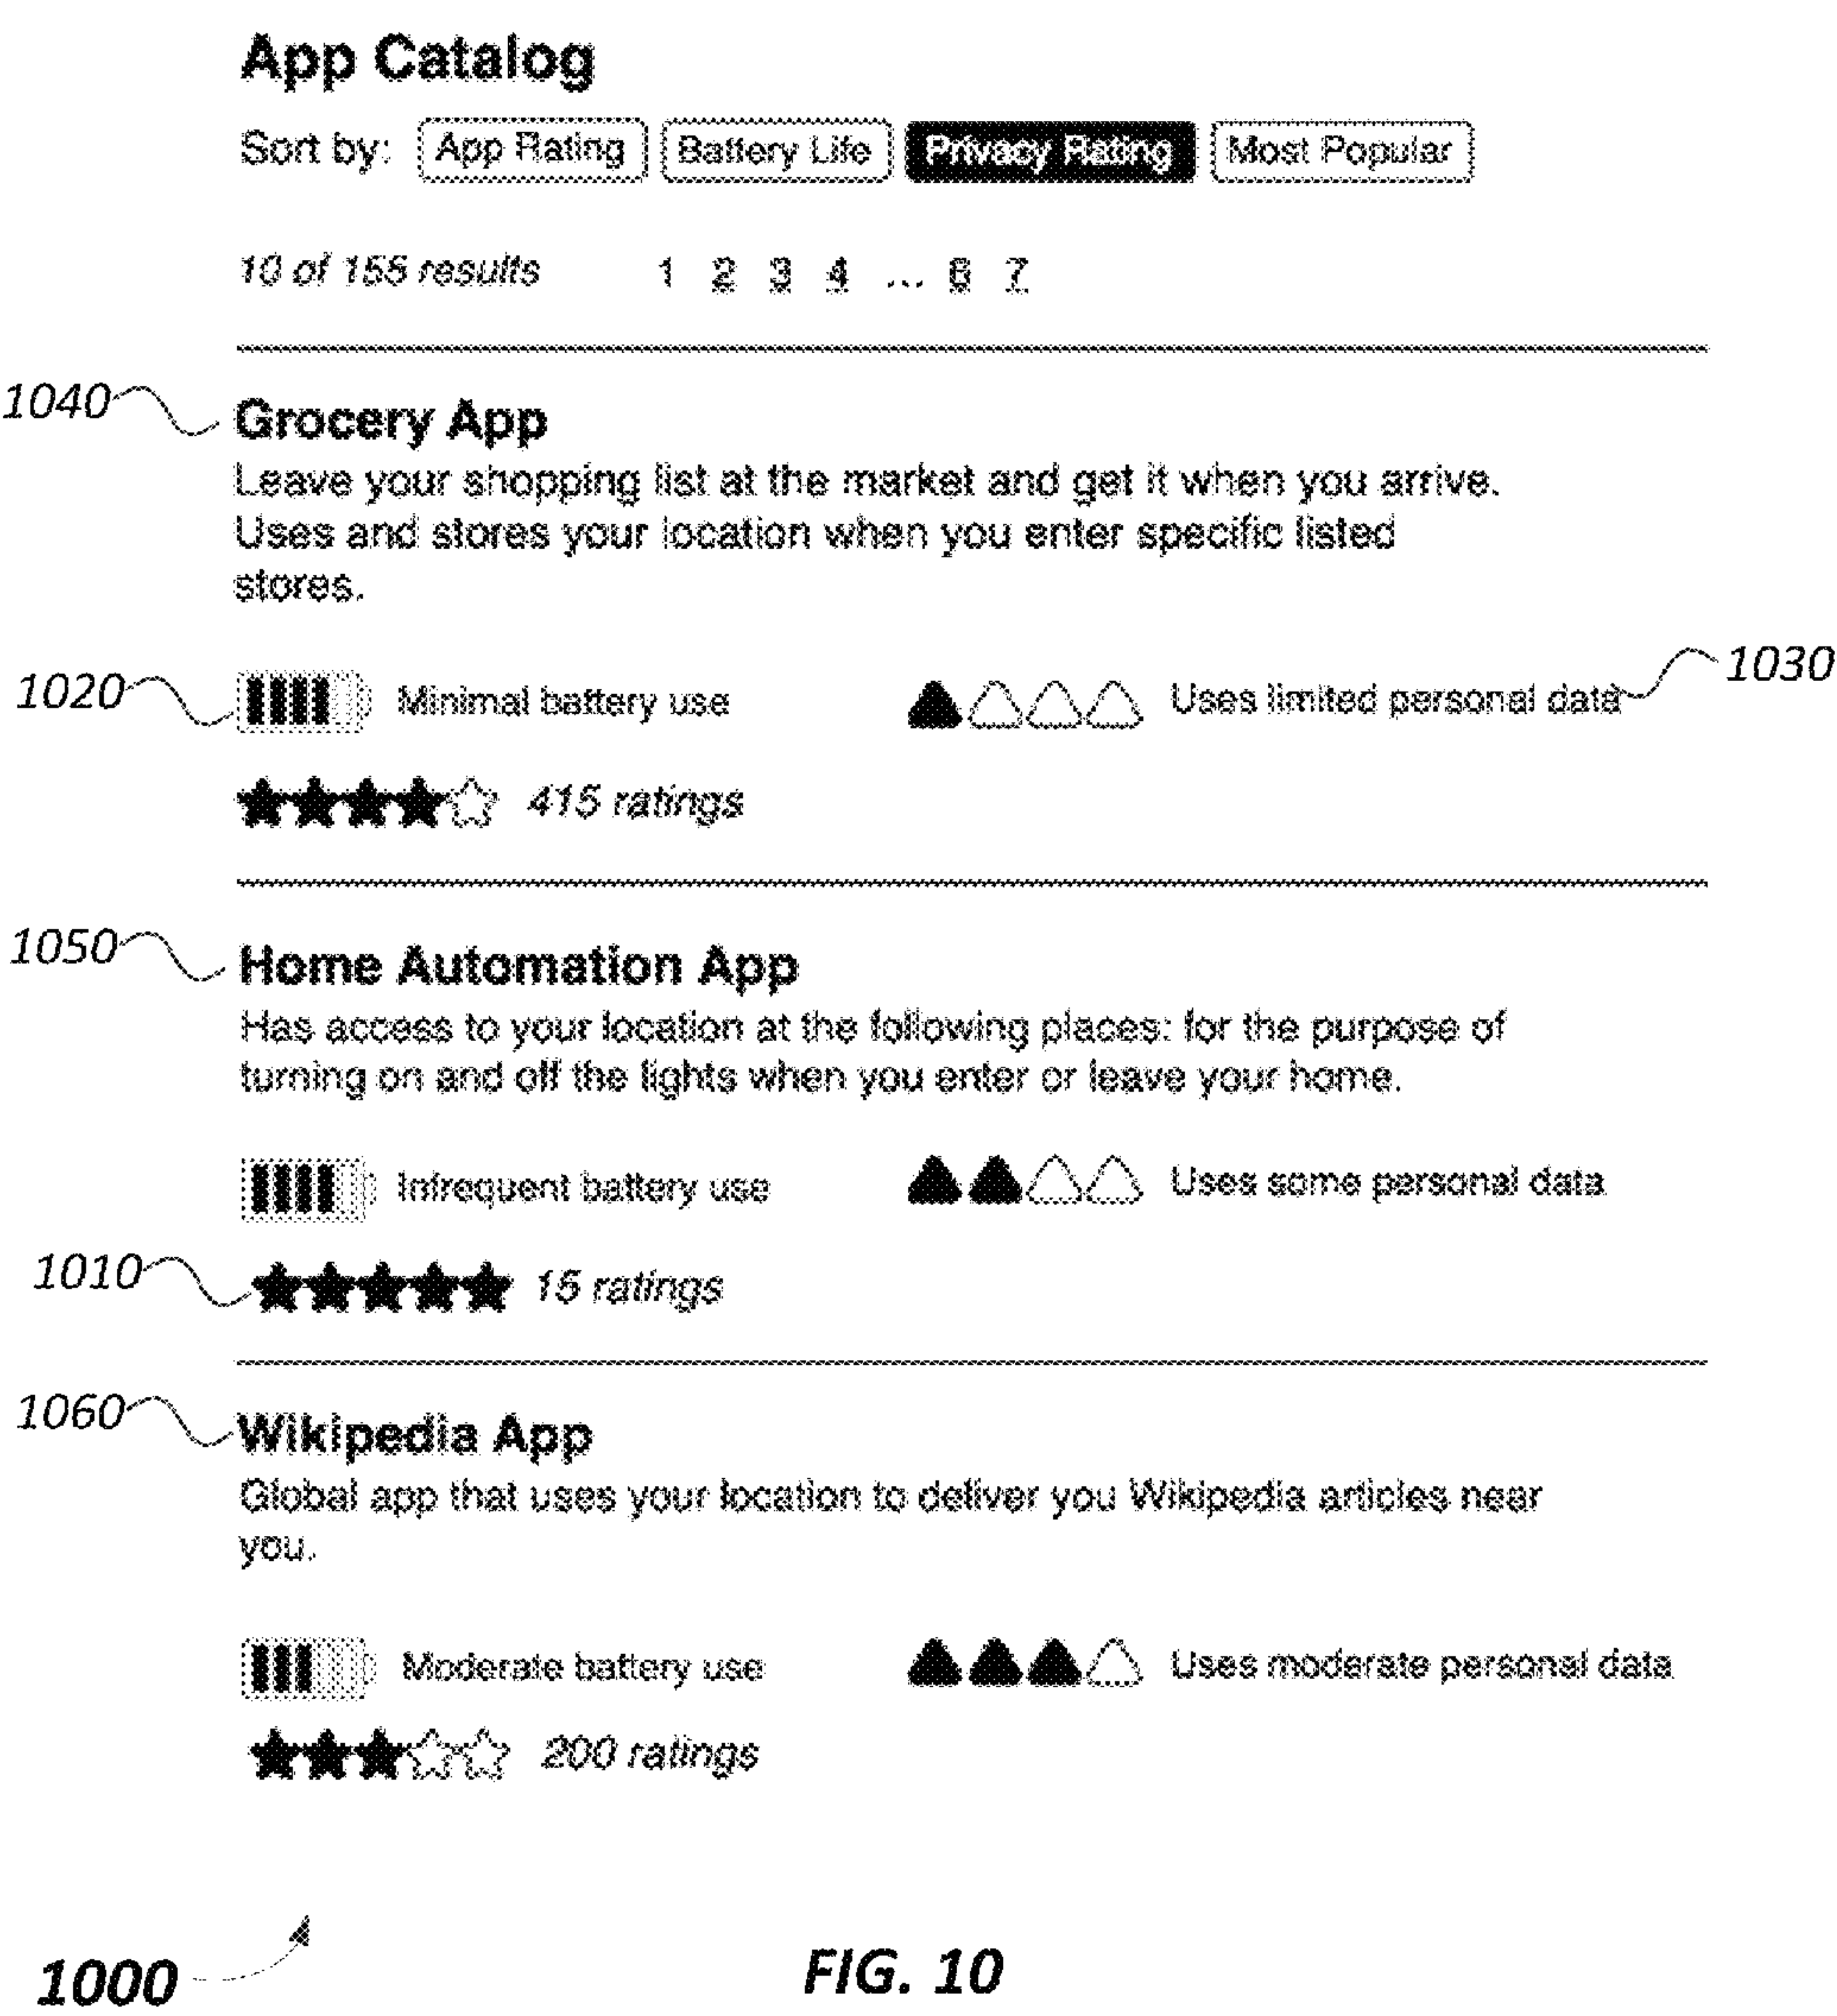 App Catalog
Sort by: App Rating Battery Life Privacy Rating Most Popular
10 of 155 results 1 2 3 4 ... 6 7
1040 Grocery App
Leave your shopping list at the market and get it when you arrive.
Uses and stores your location when you enter specific listed
stores.
1020 Minimal battery use Uses limited personal data 1030
415 ratings
1050 Home Automation App
Has access to your location at the following places: for the purpose of
turning on and off the lights when you enter or leave your home.
Infrequent battery use Uses some personal data
1010 15 ratings
1060 Wikipedia App
Global app that uses your location to deliver you Wikipedia articles near
you.
Moderate battery use Uses moderate personal data
200 ratings
1000 FIG. 10